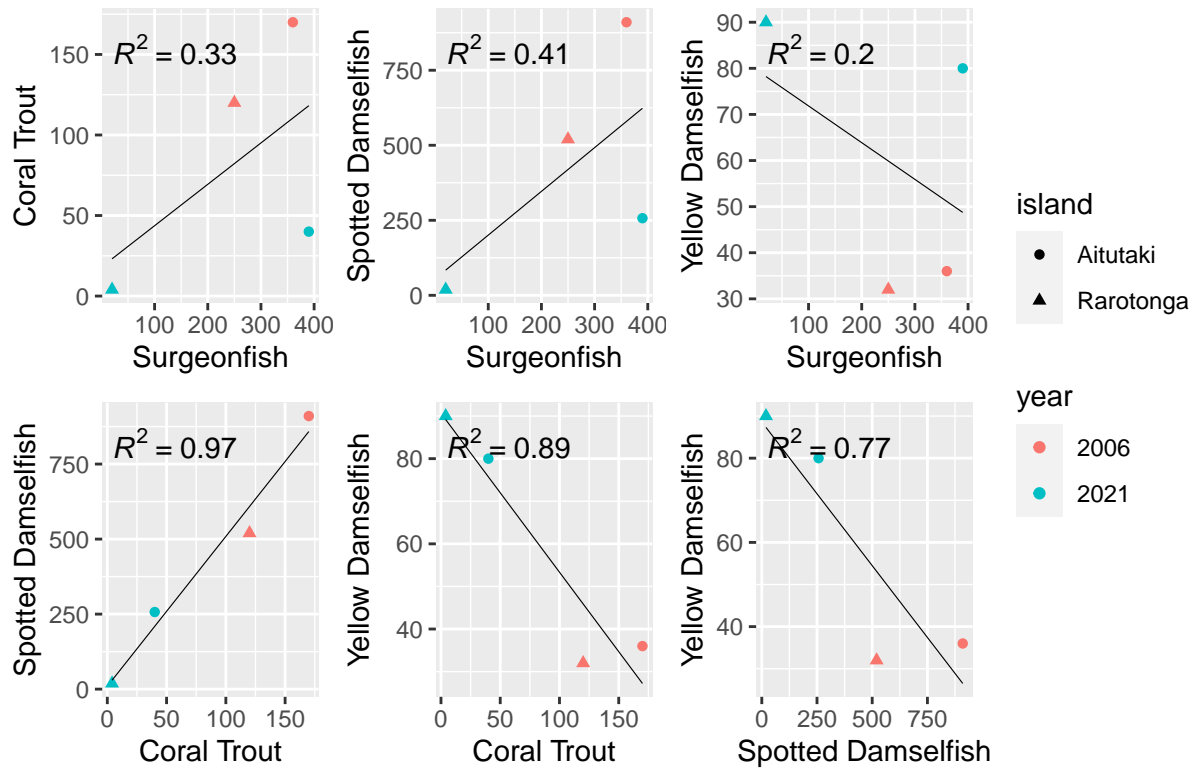 Coral Trout
150
100
50
0
R² = 0.33
100 200 300 400
Surgeonfish
Spotted Damselfish
750
500
250
0
R² = 0.41
100 200 300 400
Surgeonfish
Yellow Damselfish
90
80
70
60
50
40
30
R² = 0.2
100 200 300 400
Surgeonfish
Spotted Damselfish
750
500
250
0
R² = 0.97
0 50 100 150
Coral Trout
Yellow Damselfish
80
60
40
R² = 0.89
0 50 100 150
Coral Trout
Yellow Damselfish
80
60
40
R² = 0.77
0 250 500 750
Spotted Damselfish
island
Aitutaki
Rarotonga
year
2006
2021